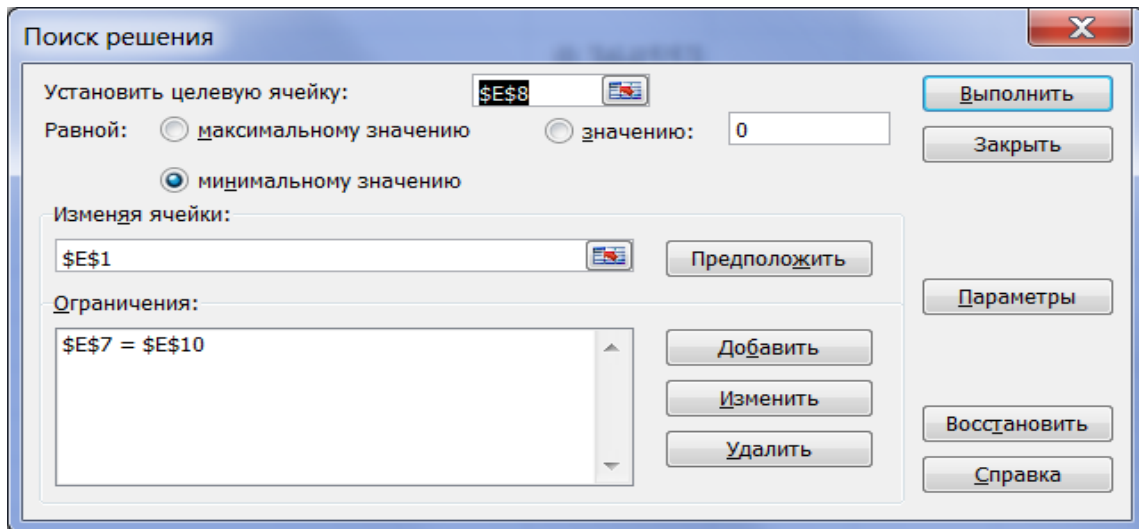 Поиск решения
Установить целевую ячейку: $E$8
Равной: максимальному значению значению: 0
минимальному значению
Изменяя ячейки:
$E$1
Предположить
Ограничения:
$E$7 = $E$10
Добавить
Изменить
Удалить
Выполнить
Закрыть
Параметры
Восстановить
Справка